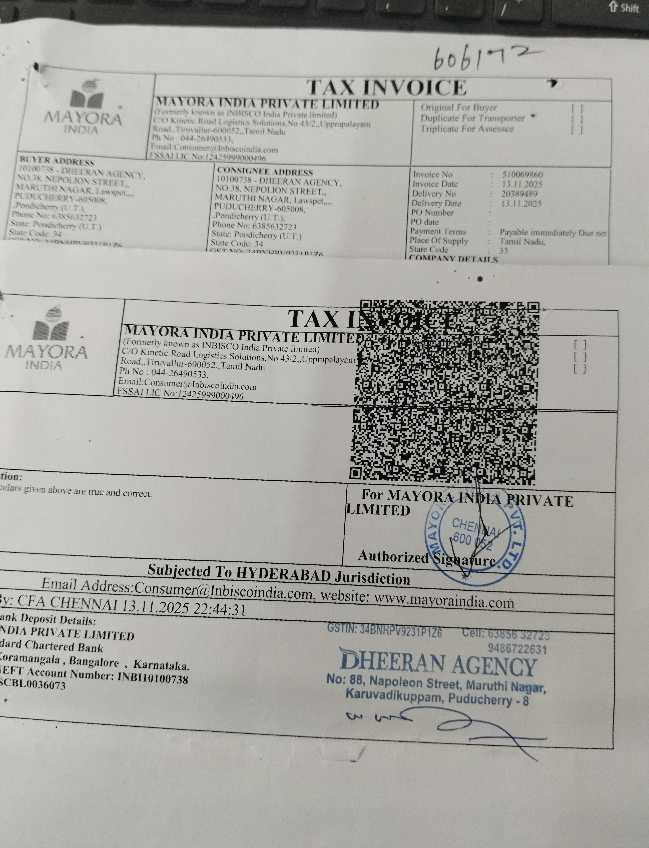 Shift
606172
TAX INVOICE
MAYORA
INDIA
MAYORA INDIA PRIVATE LIMITED
(Formerly known as INBISCO India Private limited)
C/O Kinetic Road Logistics Solutions,No 43/2,,Uppupalayam
Road,,Tiruvallur-600052,,Tamil Nadu
Ph No : 044-26490533,
Email:Consumer@Inbiscoindia.com
FSSAI LIC No:12425999000496
Original For Buyer [ ]
Duplicate For Transporter [ ]
Triplicate For Assessee [ ]
BUYER ADDRESS
10100738 - DHEERAN AGENCY,
NO.38, NEPOLION STREET,,
MARUTHI NAGAR, Lawspet,,,,
PUDUCHERRY-605008,
,Pondicherry (U.T.)
Phone No: 6385632723
State: Pondicherry (U.T.)
State Code: 34
CONSIGNEE ADDRESS
10100738 - DHEERAN AGENCY,
NO.38, NEPOLION STREET,,
MARUTHI NAGAR, Lawspet,,,,
PUDUCHERRY-605008,
,Pondicherry (U.T.)
Phone No: 6385632723
State: Pondicherry (U.T.)
State Code: 34
Invoice No : 510069860
Invoice Date : 13.11.2025
Delivery No : 20389489
Delivery Date : 13.11.2025
PO Number :
PO date :
Payment Terms : Payable immediately Due net
Place Of Supply : Tamil Nadu,
State Code : 33
COMPANY DETAILS
TAX INVOICE
MAYORA
INDIA
MAYORA INDIA PRIVATE LIMITED
(Formerly known as INBISCO India Private limited)
C/O Kinetic Road Logistics Solutions,No 43/2,,Uppupalayam
Road,,Tiruvallur-600052,,Tamil Nadu
Ph No : 044-26490533,
Email:Consumer@Inbiscoindia.com
FSSAI LIC No:12425999000496
[ ]
[ ]
[ ]
tion:
culars given above are true and correct.
For MAYORA INDIA PRIVATE
LIMITED
MAYORA PVT. LTD.
CHENNAI
600 052
Authorized Signature.
Subjected To HYDERABAD Jurisdiction
Email Address:Consumer@Inbiscoindia.com, website: www.mayoraindia.com
By: CFA CHENNAI 13.11.2025 22:44:31
ank Deposit Details:
NDIA PRIVATE LIMITED
dard Chartered Bank
Koramangala , Bangalore , Karnataka.
NEFT Account Number: INBI10100738
SCBL0036073
GSTIN: 34BNRPV9231P1Z6 Cell: 63856 32723
9486722631
DHEERAN AGENCY
No: 88, Napoleon Street, Maruthi Nagar,
Karuvadikuppam, Puducherry - 8